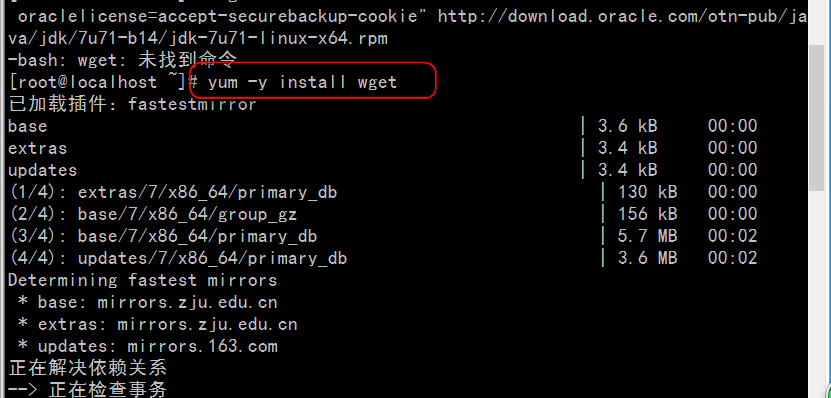 oraclelicense=accept-securebackup-cookie" http://download.oracle.com/otn-pub/ja
va/jdk/7u71-b14/jdk-7u71-linux-x64.rpm
-bash: wget: 未找到命令
[root@localhost ~]# yum -y install wget
已加载插件：fastestmirror
base | 3.6 kB 00:00
extras | 3.4 kB 00:00
updates | 3.4 kB 00:00
(1/4): extras/7/x86_64/primary_db | 130 kB 00:00
(2/4): base/7/x86_64/group_gz | 156 kB 00:00
(3/4): base/7/x86_64/primary_db | 5.7 MB 00:02
(4/4): updates/7/x86_64/primary_db | 3.6 MB 00:02
Determining fastest mirrors
* base: mirrors.zju.edu.cn
* extras: mirrors.zju.edu.cn
* updates: mirrors.163.com
正在解决依赖关系
--> 正在检查事务